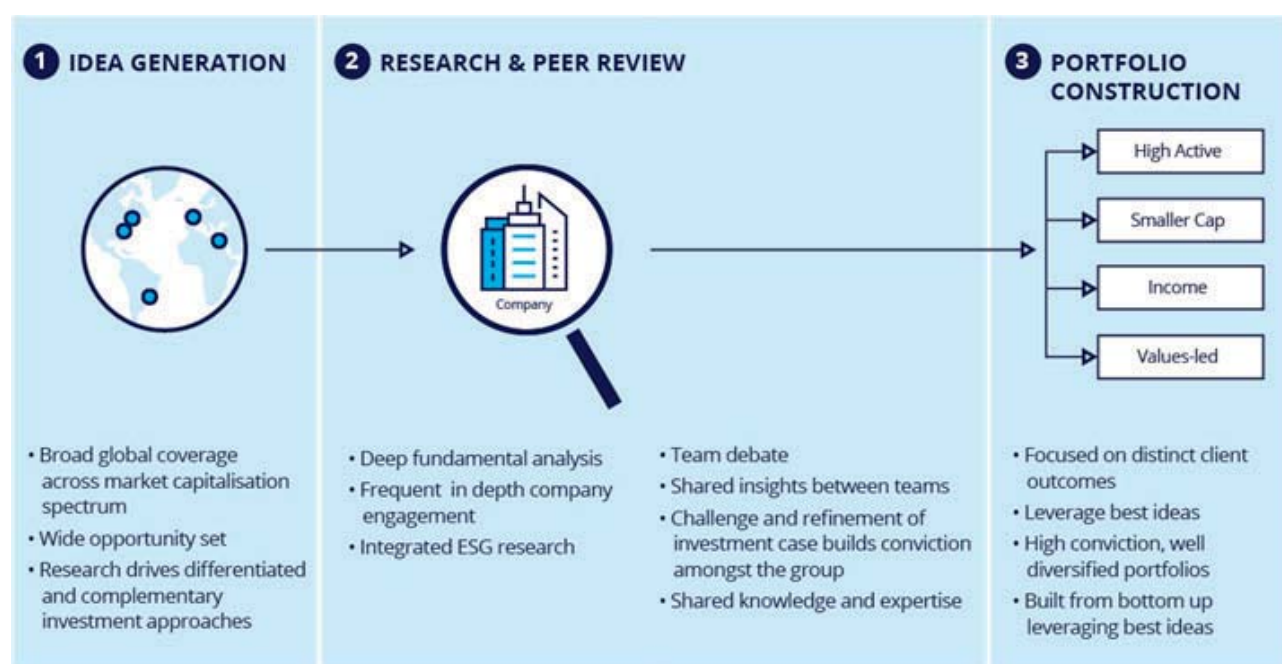 1 IDEA GENERATION
2 RESEARCH & PEER REVIEW
3 PORTFOLIO
CONSTRUCTION
Company
High Active
Smaller Cap
Income
Values-led
• Broad global coverage
across market capitalisation
spectrum
• Wide opportunity set
• Research drives differentiated
and complementary
investment approaches
• Deep fundamental analysis
• Frequent in depth company
engagement
• Integrated ESG research
• Team debate
• Shared insights between teams
• Challenge and refinement of
investment case builds conviction
amongst the group
• Shared knowledge and expertise
• Focused on distinct client
outcomes
• Leverage best ideas
• High conviction, well
diversified portfolios
• Built from bottom up
leveraging best ideas